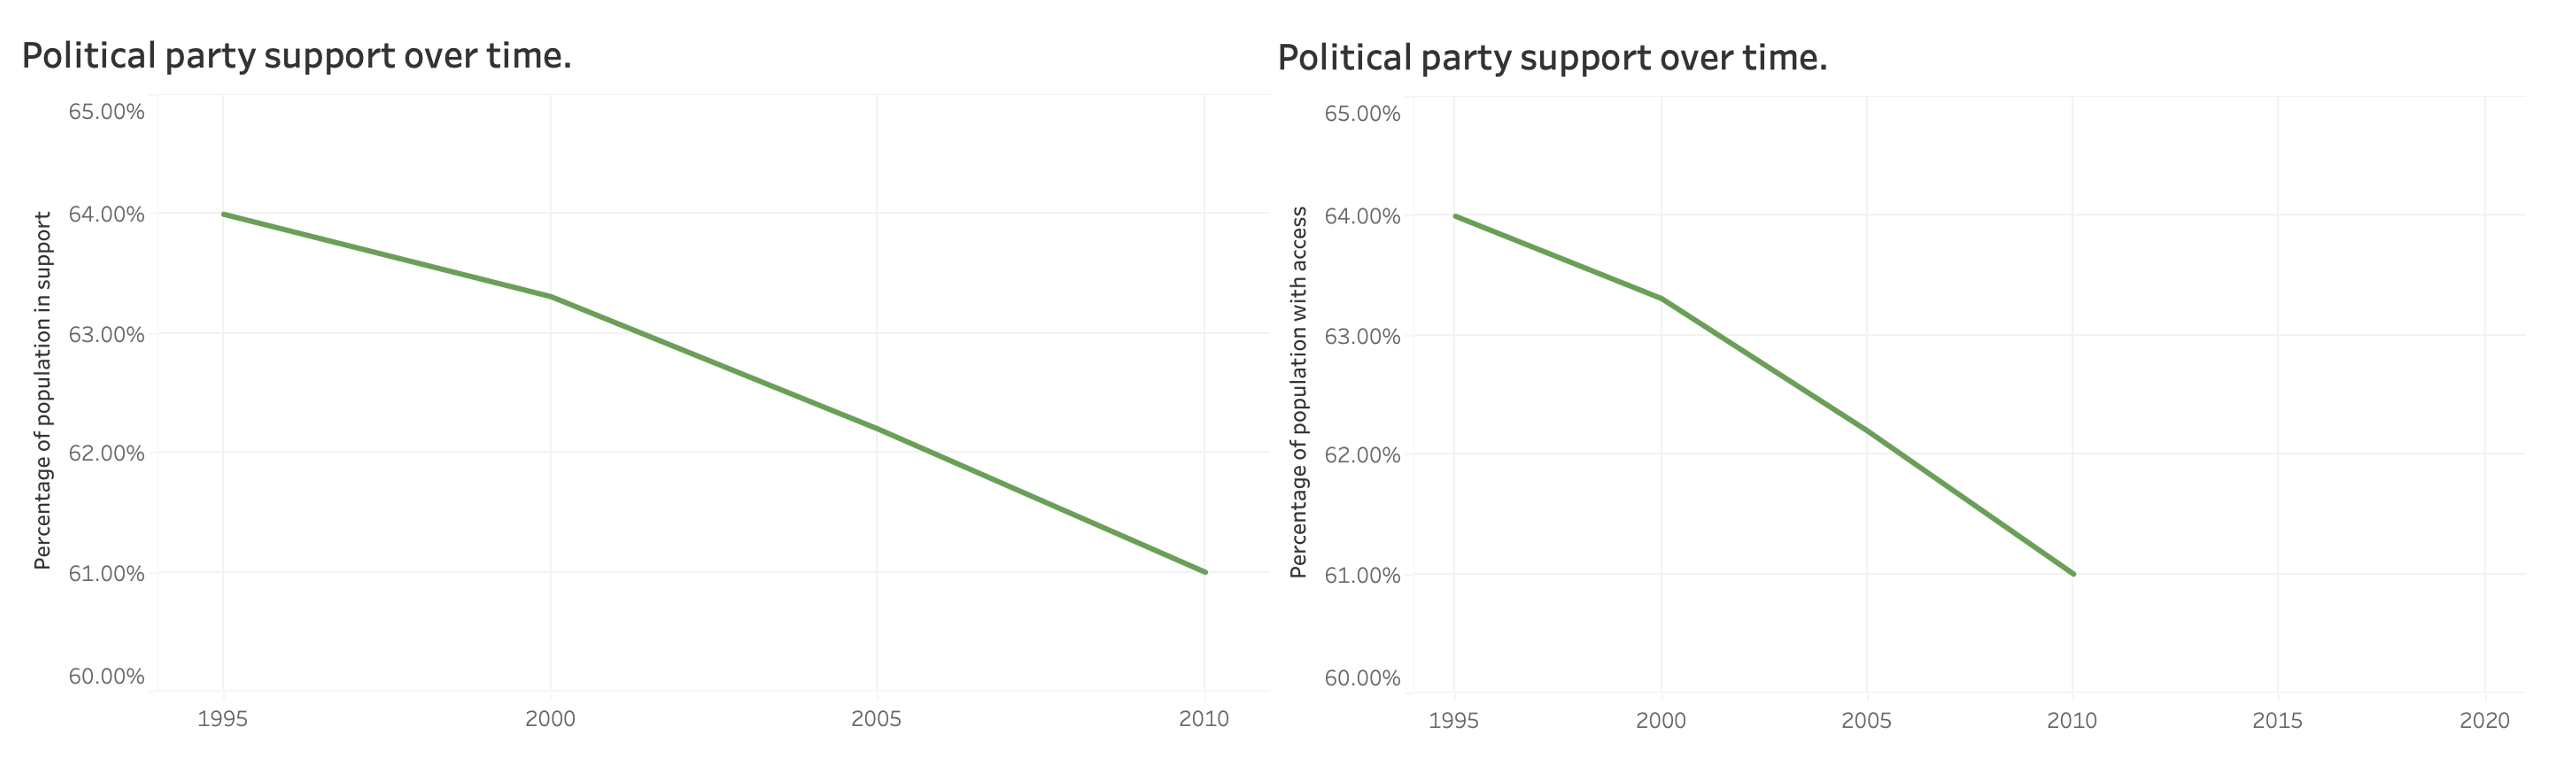 Political party support over time.
Percentage of population in support
65.00%
64.00%
63.00%
62.00%
61.00%
60.00%
1995 2000 2005 2010
Political party support over time.
Percentage of population with access
65.00%
64.00%
63.00%
62.00%
61.00%
60.00%
1995 2000 2005 2010 2015 2020